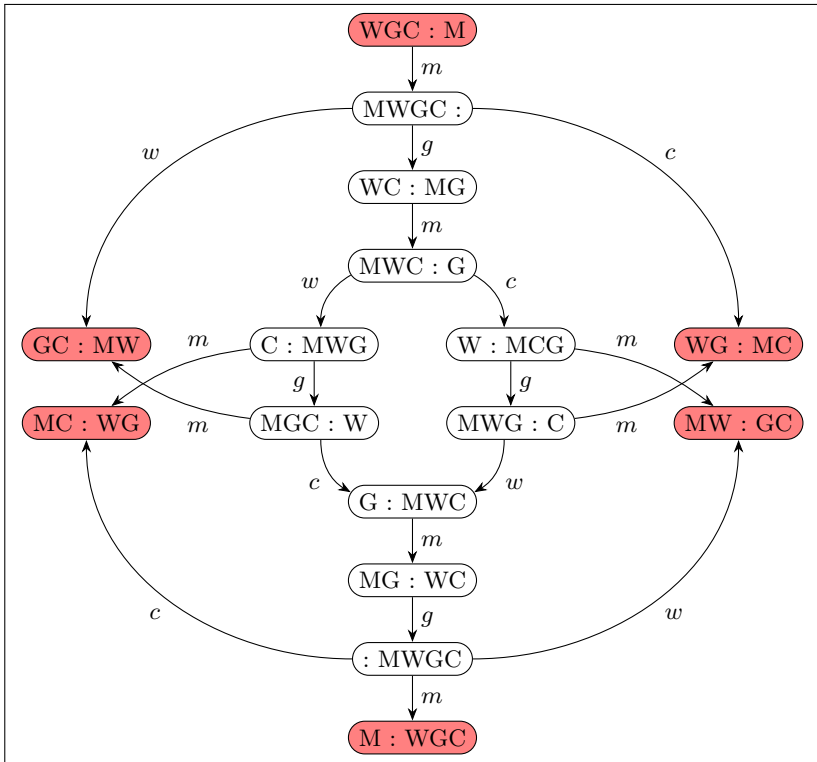 WGC : M
m
MWGC :
w
g
c
WC : MG
m
MWC : G
w
c
GC : MW
m
C : MWG
W : MCG
m
WG : MC
g
g
MC : WG
m
MGC : W
MWG : C
m
MW : GC
c
w
G : MWC
m
MG : WC
c
g
w
: MWGC
m
M : WGC